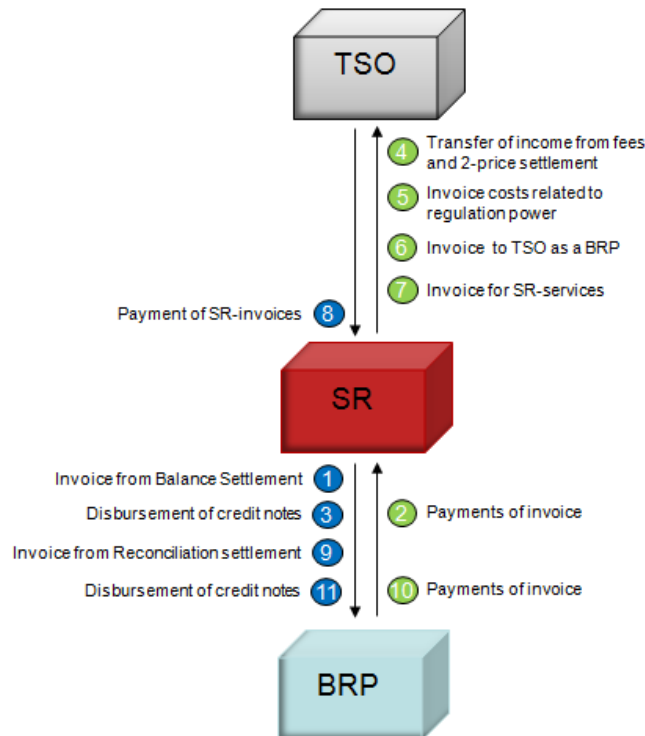 TSO
4 Transfer of income from fees
and 2-price settlement
5 Invoice costs related to
regulation power
6 Invoice to TSO as a BRP
7 Invoice for SR-services
Payment of SR-invoices 8
SR
Invoice from Balance Settlement 1
Disbursement of credit notes 3
2 Payments of invoice
Invoice from Reconciliation settlement 9
Disbursement of credit notes 11
10 Payments of invoice
BRP